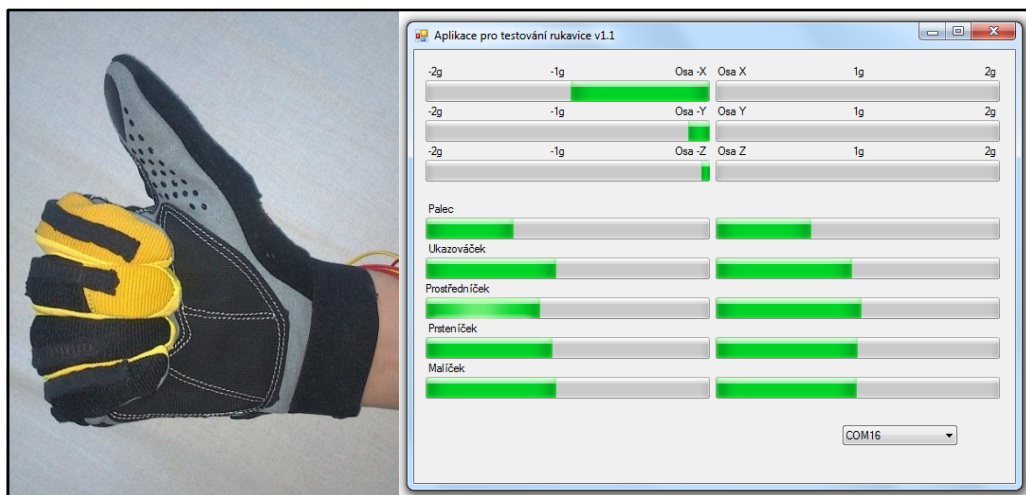 Aplikace pro testování rukavice v1.1
-2g -1g Osa -X Osa X 1g 2g
-2g -1g Osa -Y Osa Y 1g 2g
-2g -1g Osa -Z Osa Z 1g 2g
Palec
Ukazováček
Prostředníček
Prsteníček
Malíček
COM16